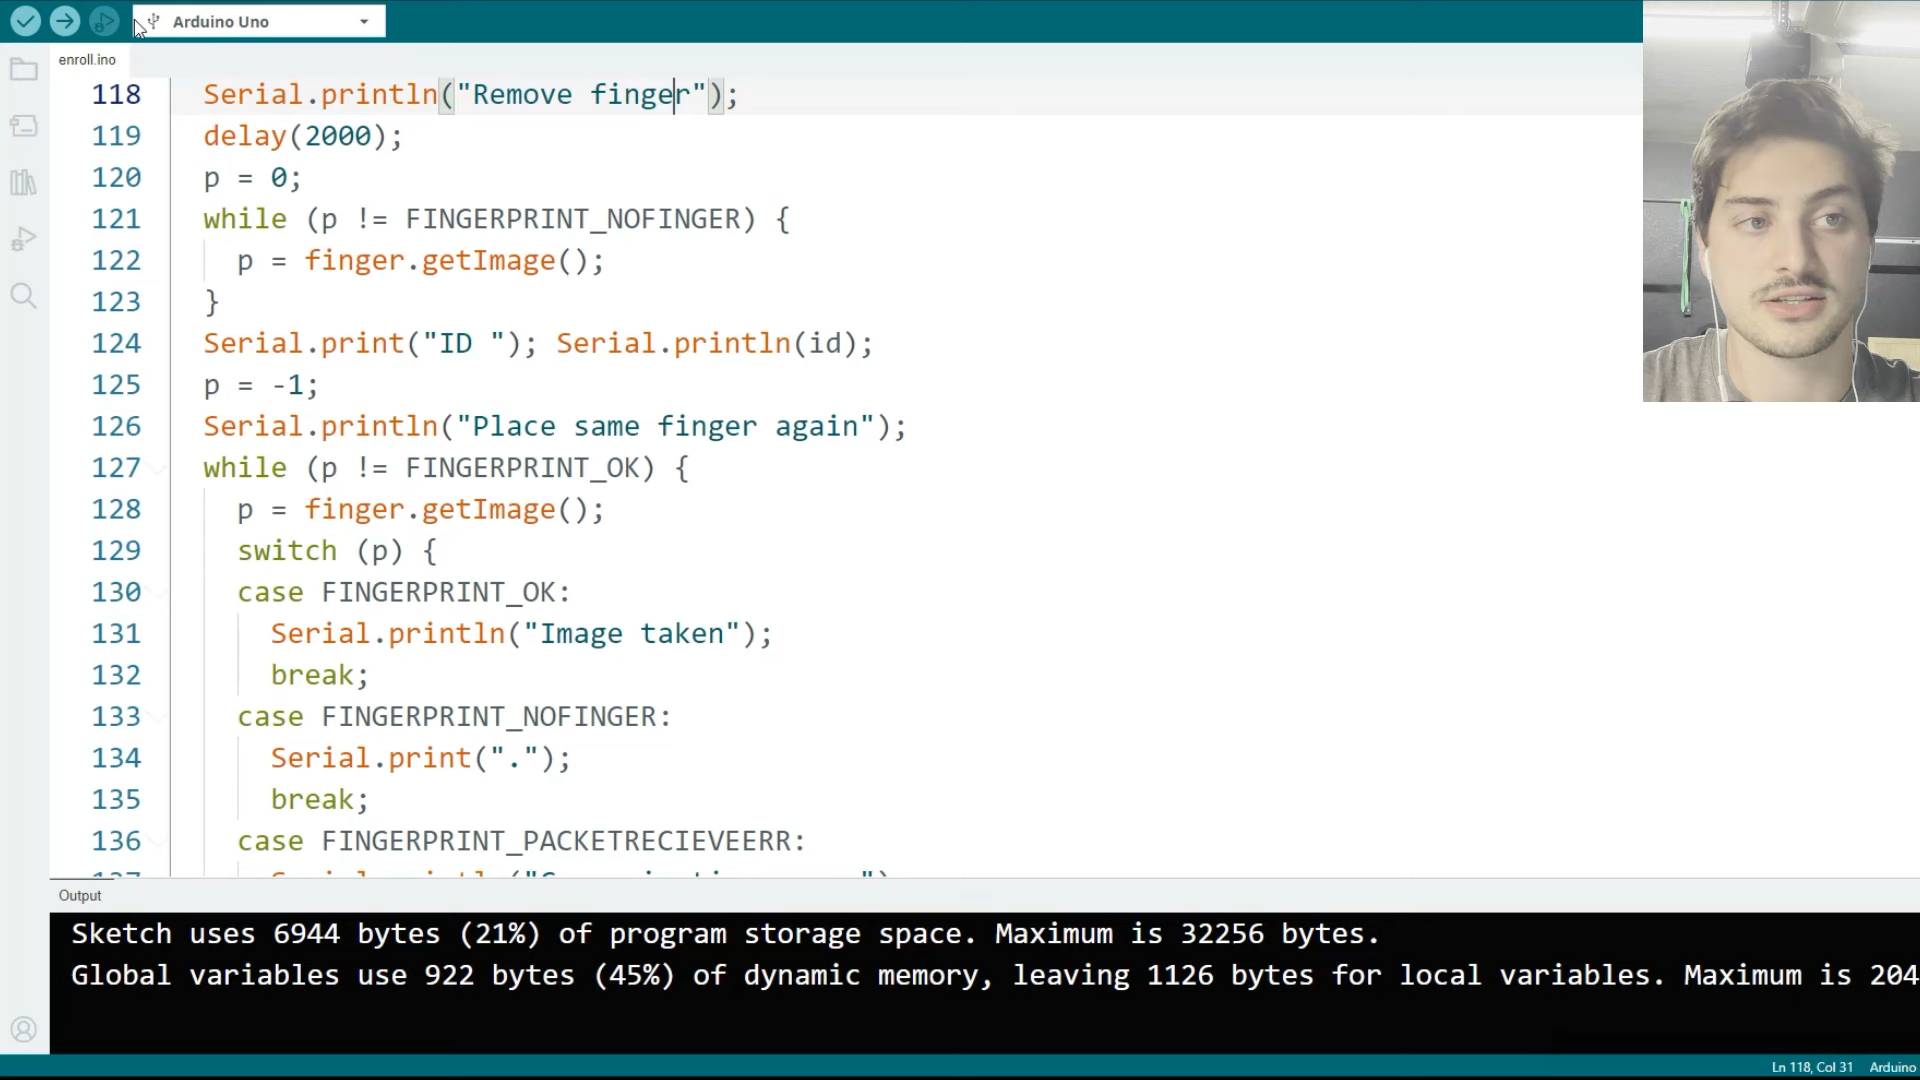 Arduino Uno
enroll.ino
118 Serial.println("Remove finger");
119 delay(2000);
120 p = 0;
121 while (p != FINGERPRINT_NOFINGER) {
122 p = finger.getImage();
123 }
124 Serial.print("ID "); Serial.println(id);
125 p = -1;
126 Serial.println("Place same finger again");
127 while (p != FINGERPRINT_OK) {
128 p = finger.getImage();
129 switch (p) {
130 case FINGERPRINT_OK:
131 Serial.println("Image taken");
132 break;
133 case FINGERPRINT_NOFINGER:
134 Serial.print(".");
135 break;
136 case FINGERPRINT_PACKETRECIEVEERR:
Output
Sketch uses 6944 bytes (21%) of program storage space. Maximum is 32256 bytes.
Global variables use 922 bytes (45%) of dynamic memory, leaving 1126 bytes for local variables. Maximum is 204
Ln 118, Col 31 Arduino